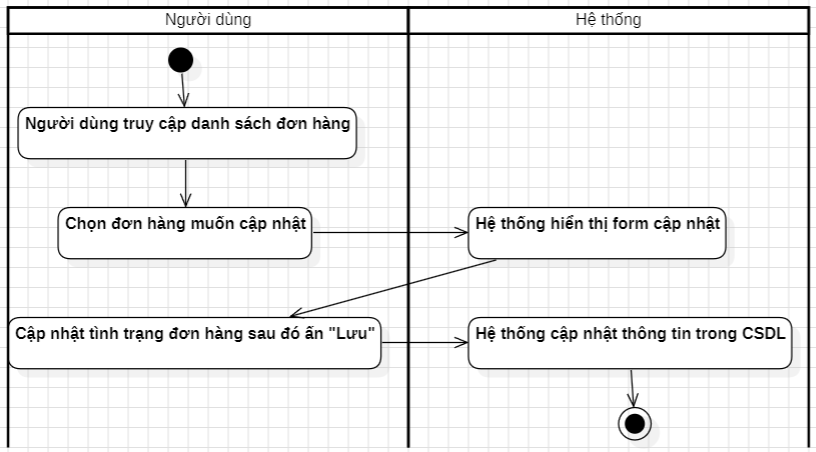 Người dùng
Hệ thống
Người dùng truy cập danh sách đơn hàng
Chọn đơn hàng muốn cập nhật
Hệ thống hiển thị form cập nhật
Cập nhật tình trạng đơn hàng sau đó ấn "Lưu"
Hệ thống cập nhật thông tin trong CSDL